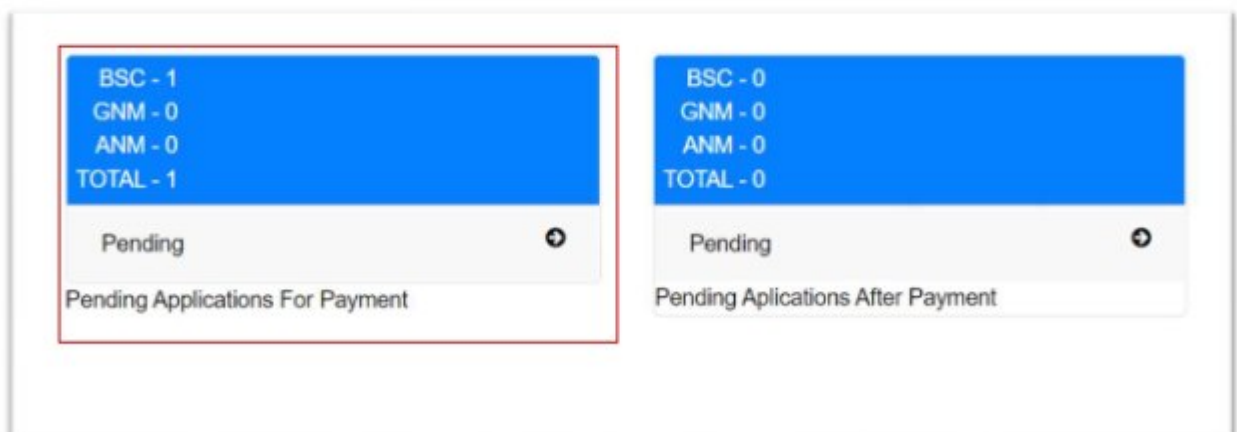 BSC - 1
GNM - 0
ANM - 0
TOTAL - 1
Pending
Pending Applications For Payment
BSC - 0
GNM - 0
ANM - 0
TOTAL - 0
Pending
Pending Aplications After Payment